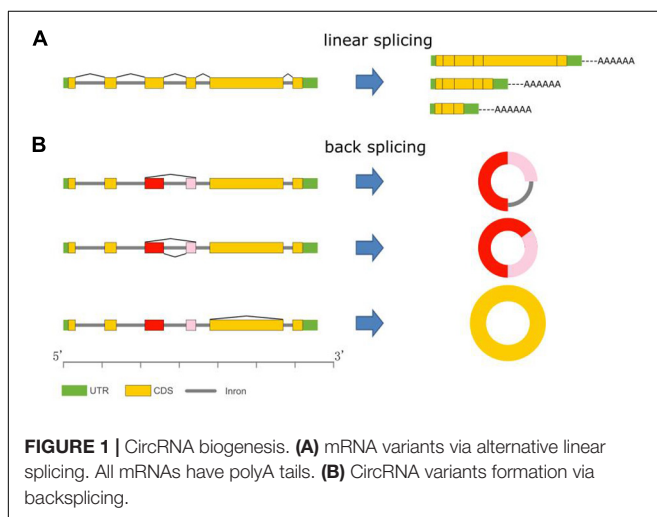 A
linear splicing
----AAAAAA
----AAAAAA
----AAAAAA
B
back splicing
5' 3'
UTR CDS Inron
FIGURE 1 | CircRNA biogenesis. (A) mRNA variants via alternative linear
splicing. All mRNAs have polyA tails. (B) CircRNA variants formation via
backsplicing.